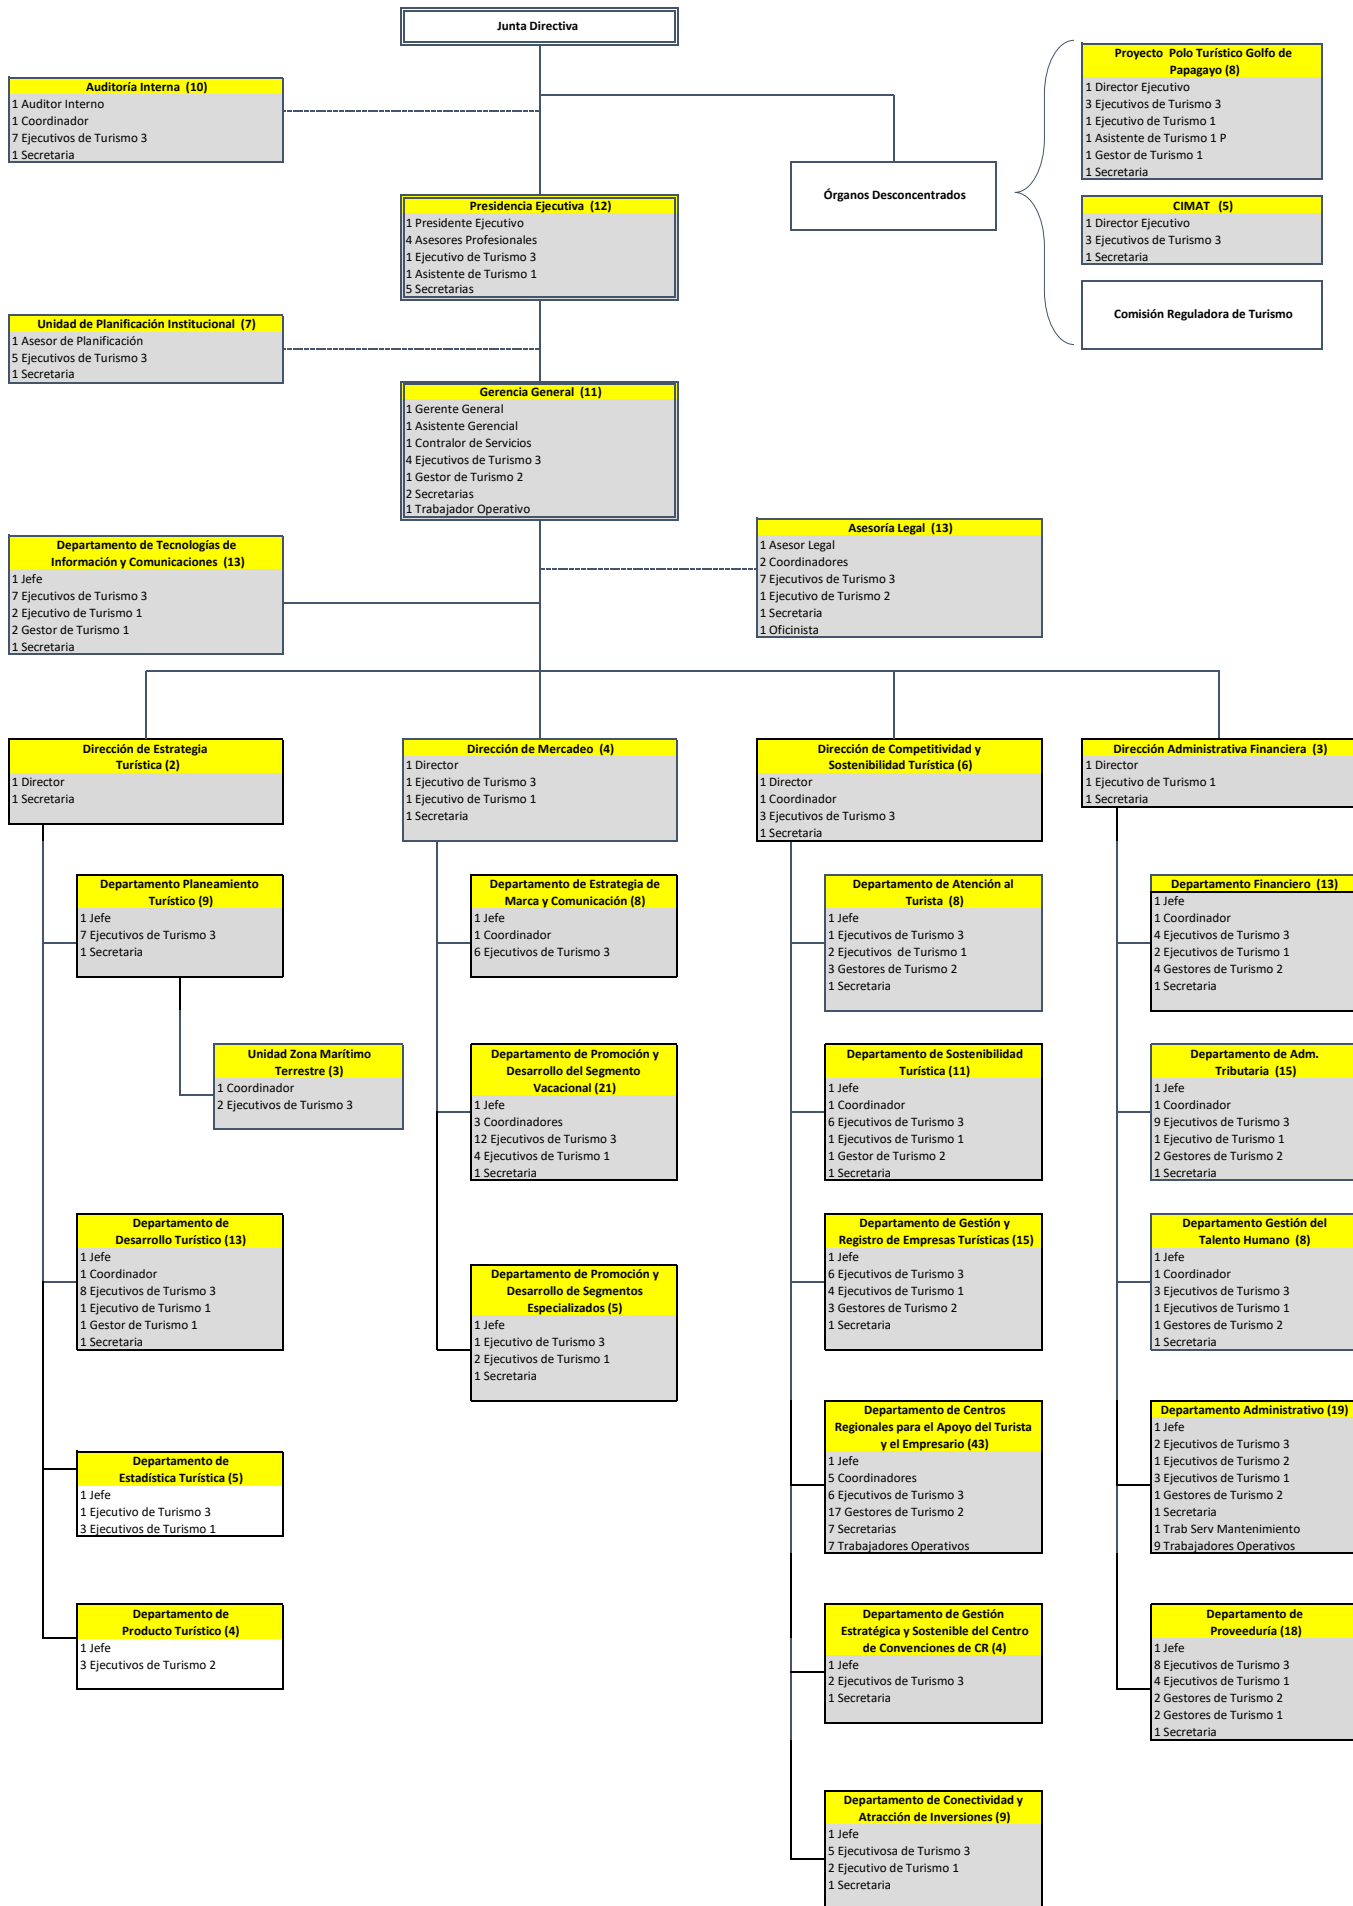 Junta Directiva
Auditoría Interna (10)
1 Auditor Interno
1 Coordinador
7 Ejecutivos de Turismo 3
1 Secretaria
Proyecto Polo Turístico Golfo de
Papagayo (8)
1 Director Ejecutivo
3 Ejecutivos de Turismo 3
1 Ejecutivo de Turismo 1
1 Asistente de Turismo 1 P
1 Gestor de Turismo 1
1 Secretaria
Órganos Desconcentrados
CIMAT (5)
1 Director Ejecutivo
3 Ejecutivos de Turismo 3
1 Secretaria
Comisión Reguladora de Turismo
Presidencia Ejecutiva (12)
1 Presidente Ejecutivo
4 Asesores Profesionales
1 Ejecutivo de Turismo 3
1 Asistente de Turismo 1
5 Secretarias
Unidad de Planificación Institucional (7)
1 Asesor de Planificación
5 Ejecutivos de Turismo 3
1 Secretaria
Gerencia General (11)
1 Gerente General
1 Asistente Gerencial
1 Contralor de Servicios
4 Ejecutivos de Turismo 3
1 Gestor de Turismo 2
2 Secretarias
1 Trabajador Operativo
Departamento de Tecnologías de
Información y Comunicaciones (13)
1 Jefe
7 Ejecutivos de Turismo 3
2 Ejecutivo de Turismo 1
2 Gestor de Turismo 1
1 Secretaria
Asesoría Legal (13)
1 Asesor Legal
2 Coordinadores
7 Ejecutivos de Turismo 3
1 Ejecutivo de Turismo 2
1 Secretaria
1 Oficinista
Dirección de Estrategia
Turística (2)
1 Director
1 Secretaria
Departamento Planeamiento
Turístico (9)
1 Jefe
7 Ejecutivos de Turismo 3
1 Secretaria
Unidad Zona Marítimo
Terrestre (3)
1 Coordinador
2 Ejecutivos de Turismo 3
Departamento de
Desarrollo Turístico (13)
1 Jefe
1 Coordinador
8 Ejecutivos de Turismo 3
1 Ejecutivo de Turismo 1
1 Gestor de Turismo 1
1 Secretaria
Departamento de
Estadística Turística (5)
1 Jefe
1 Ejecutivo de Turismo 3
3 Ejecutivos de Turismo 1
Departamento de
Producto Turístico (4)
1 Jefe
3 Ejecutivos de Turismo 2
Dirección de Mercadeo (4)
1 Director
1 Ejecutivo de Turismo 3
1 Ejecutivo de Turismo 1
1 Secretaria
Departamento de Estrategia de
Marca y Comunicación (8)
1 Jefe
1 Coordinador
6 Ejecutivos de Turismo 3
Departamento de Promoción y
Desarrollo del Segmento
Vacacional (21)
1 Jefe
3 Coordinadores
12 Ejecutivos de Turismo 3
4 Ejecutivos de Turismo 1
1 Secretaria
Departamento de Promoción y
Desarrollo de Segmentos
Especializados (5)
1 Jefe
1 Ejecutivo de Turismo 3
2 Ejecutivos de Turismo 1
1 Secretaria
Dirección de Competitividad y
Sostenibilidad Turística (6)
1 Director
1 Coordinador
3 Ejecutivos de Turismo 3
1 Secretaria
Departamento de Atención al
Turista (8)
1 Jefe
1 Ejecutivos de Turismo 3
2 Ejecutivos de Turismo 1
3 Gestores de Turismo 2
1 Secretaria
Departamento de Sostenibilidad
Turística (11)
1 Jefe
1 Coordinador
6 Ejecutivos de Turismo 3
1 Ejecutivos de Turismo 1
1 Gestor de Turismo 2
1 Secretaria
Departamento de Gestión y
Registro de Empresas Turísticas (15)
1 Jefe
6 Ejecutivos de Turismo 3
4 Ejecutivos de Turismo 1
3 Gestores de Turismo 2
1 Secretaria
Departamento de Centros
Regionales para el Apoyo del Turista
y el Empresario (43)
1 Jefe
5 Coordinadores
6 Ejecutivos de Turismo 3
17 Gestores de Turismo 2
7 Secretarias
7 Trabajadores Operativos
Departamento de Gestión
Estratégica y Sostenible del Centro
de Convenciones de CR (4)
1 Jefe
2 Ejecutivos de Turismo 3
1 Secretaria
Departamento de Conectividad y
Atracción de Inversiones (9)
1 Jefe
5 Ejecutivosa de Turismo 3
2 Ejecutivo de Turismo 1
1 Secretaria
Dirección Administrativa Financiera (3)
1 Director
1 Ejecutivo de Turismo 1
1 Secretaria
Departamento Financiero (13)
1 Jefe
1 Coordinador
4 Ejecutivos de Turismo 3
2 Ejecutivos de Turismo 1
4 Gestores de Turismo 2
1 Secretaria
Departamento de Adm.
Tributaria (15)
1 Jefe
1 Coordinador
9 Ejecutivos de Turismo 3
1 Ejecutivo de Turismo 1
2 Gestores de Turismo 2
1 Secretaria
Departamento Gestión del
Talento Humano (8)
1 Jefe
1 Coordinador
3 Ejecutivos de Turismo 3
1 Ejecutivos de Turismo 1
1 Gestores de Turismo 2
1 Secretaria
Departamento Administrativo (19)
1 Jefe
2 Ejecutivos de Turismo 3
1 Ejecutivos de Turismo 2
3 Ejecutivos de Turismo 1
1 Gestores de Turismo 2
1 Secretaria
1 Trab Serv Mantenimiento
9 Trabajadores Operativos
Departamento de
Proveeduría (18)
1 Jefe
8 Ejecutivos de Turismo 3
4 Ejecutivos de Turismo 1
2 Gestores de Turismo 2
2 Gestores de Turismo 1
1 Secretaria